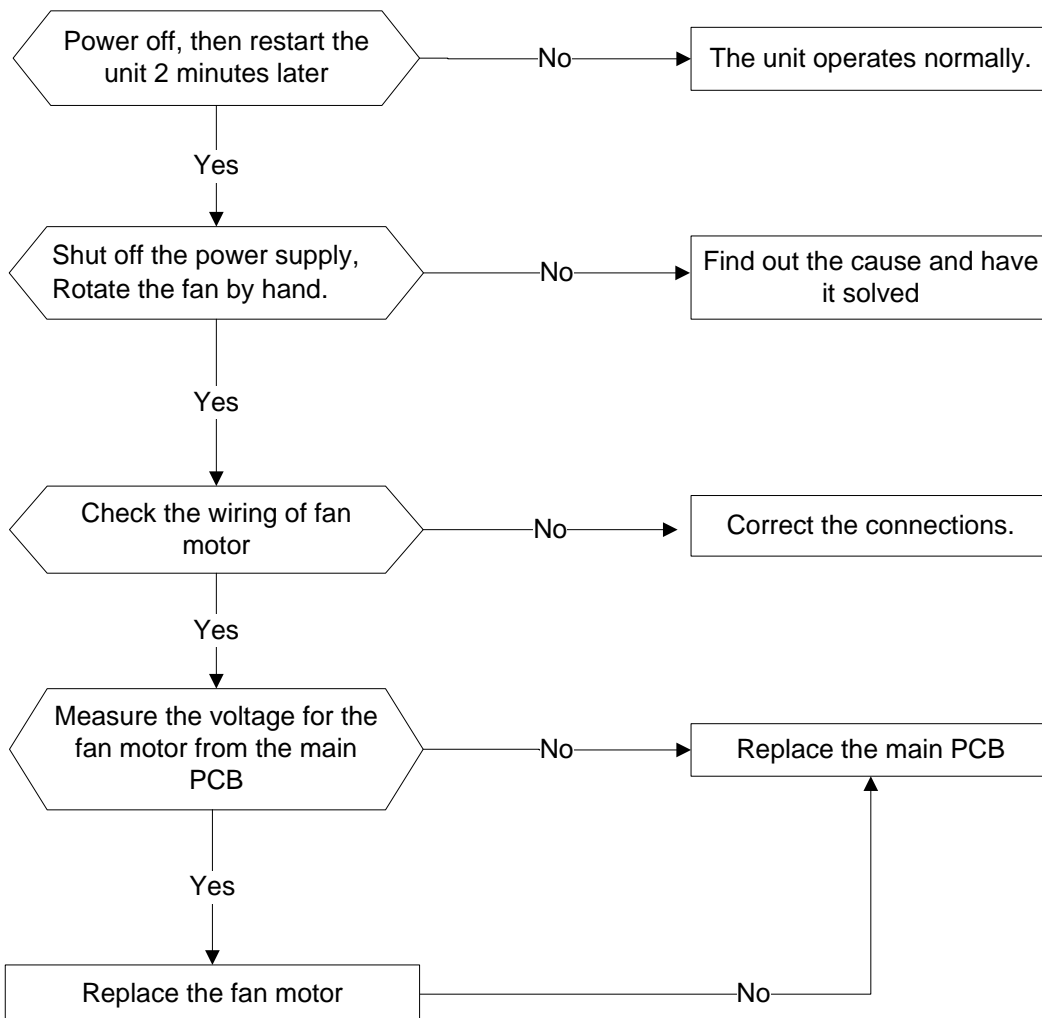 Power off, then restart the
unit 2 minutes later
No
The unit operates normally.
Yes
Shut off the power supply,
Rotate the fan by hand.
No
Find out the cause and have
it solved
Yes
Check the wiring of fan
motor
No
Correct the connections.
Yes
Measure the voltage for the
fan motor from the main
PCB
No
Replace the main PCB
Yes
Replace the fan motor
No